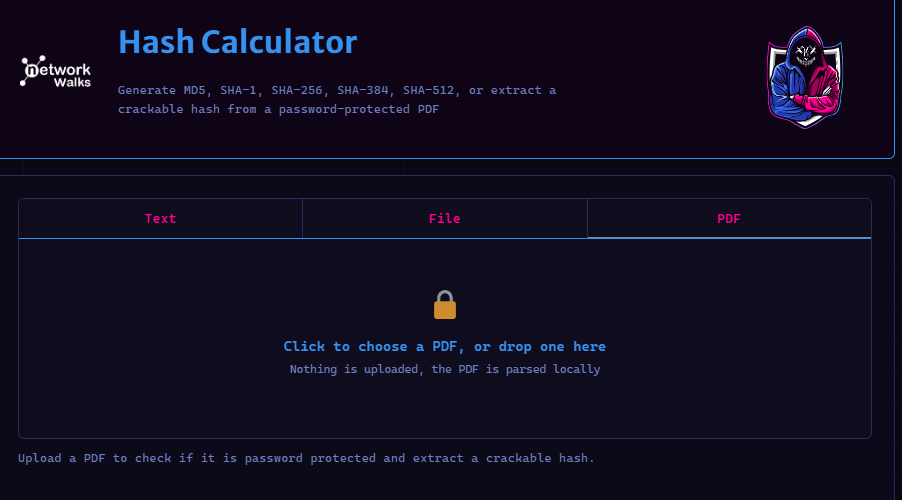 Hash Calculator
network
Walks
Generate MD5, SHA-1, SHA-256, SHA-384, SHA-512, or extract a
crackable hash from a password-protected PDF
Text
File
PDF
Click to choose a PDF, or drop one here
Nothing is uploaded, the PDF is parsed locally
Upload a PDF to check if it is password protected and extract a crackable hash.